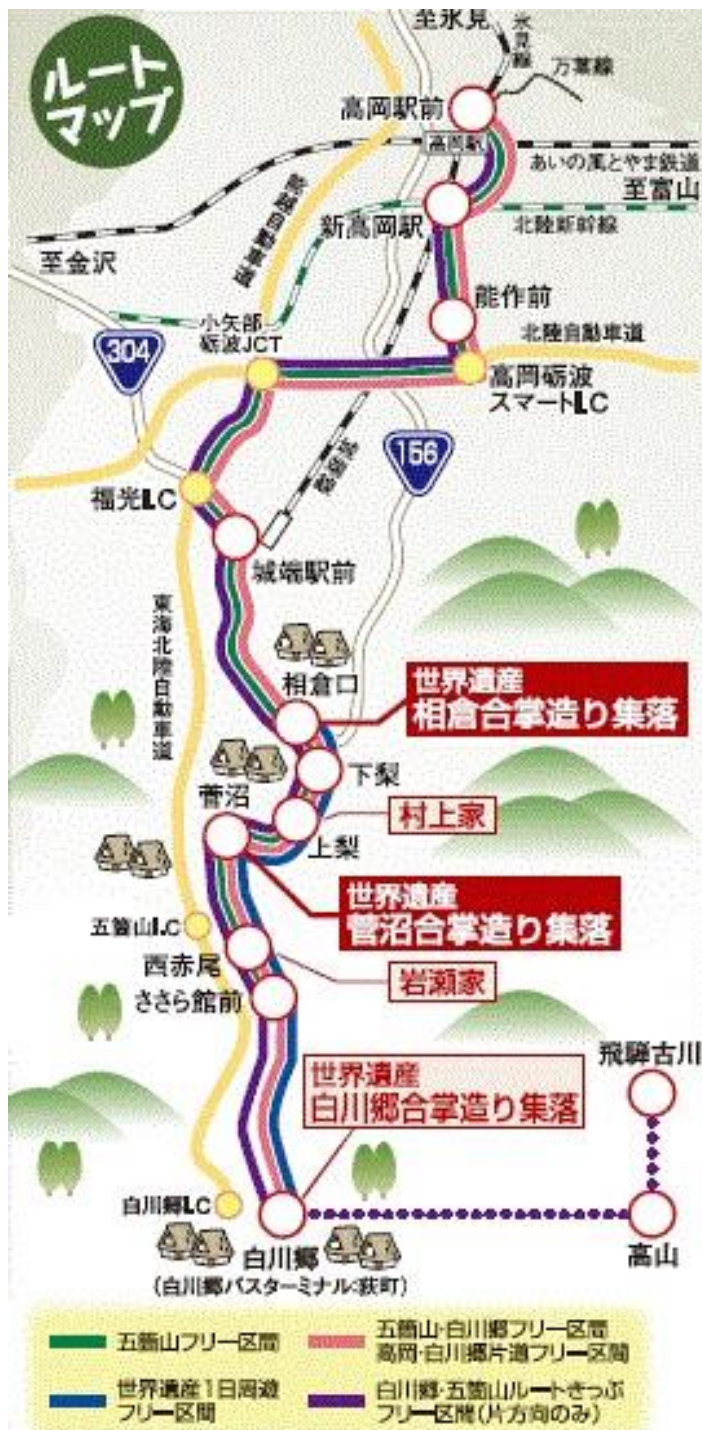 ルート
マップ
至氷見
氷見線
万葉線
高岡駅前
高岡駅
あいの風とやま鉄道
至富山
新高岡駅
北陸新幹線
至金沢
能越自動車道
能作前
小矢部
砺波JCT
北陸自動車道
304
高岡砺波
スマートI.C
156
城端線
福光I.C
城端駅前
東海北陸自動車道
相倉口
世界遺産
相倉合掌造り集落
下梨
菅沼
上梨
村上家
世界遺産
菅沼合掌造り集落
五箇山I.C
西赤尾
岩瀬家
ささら館前
飛騨古川
世界遺産
白川郷合掌造り集落
白川郷I.C
白川郷
(白川郷バスターミナル:荻町)
高山
五箇山フリー区間
五箇山・白川郷フリー区間
高岡・白川郷片道フリー区間
世界遺産1日周遊
フリー区間
白川郷・五箇山ルートきっぷ
フリー区間(片方向のみ)